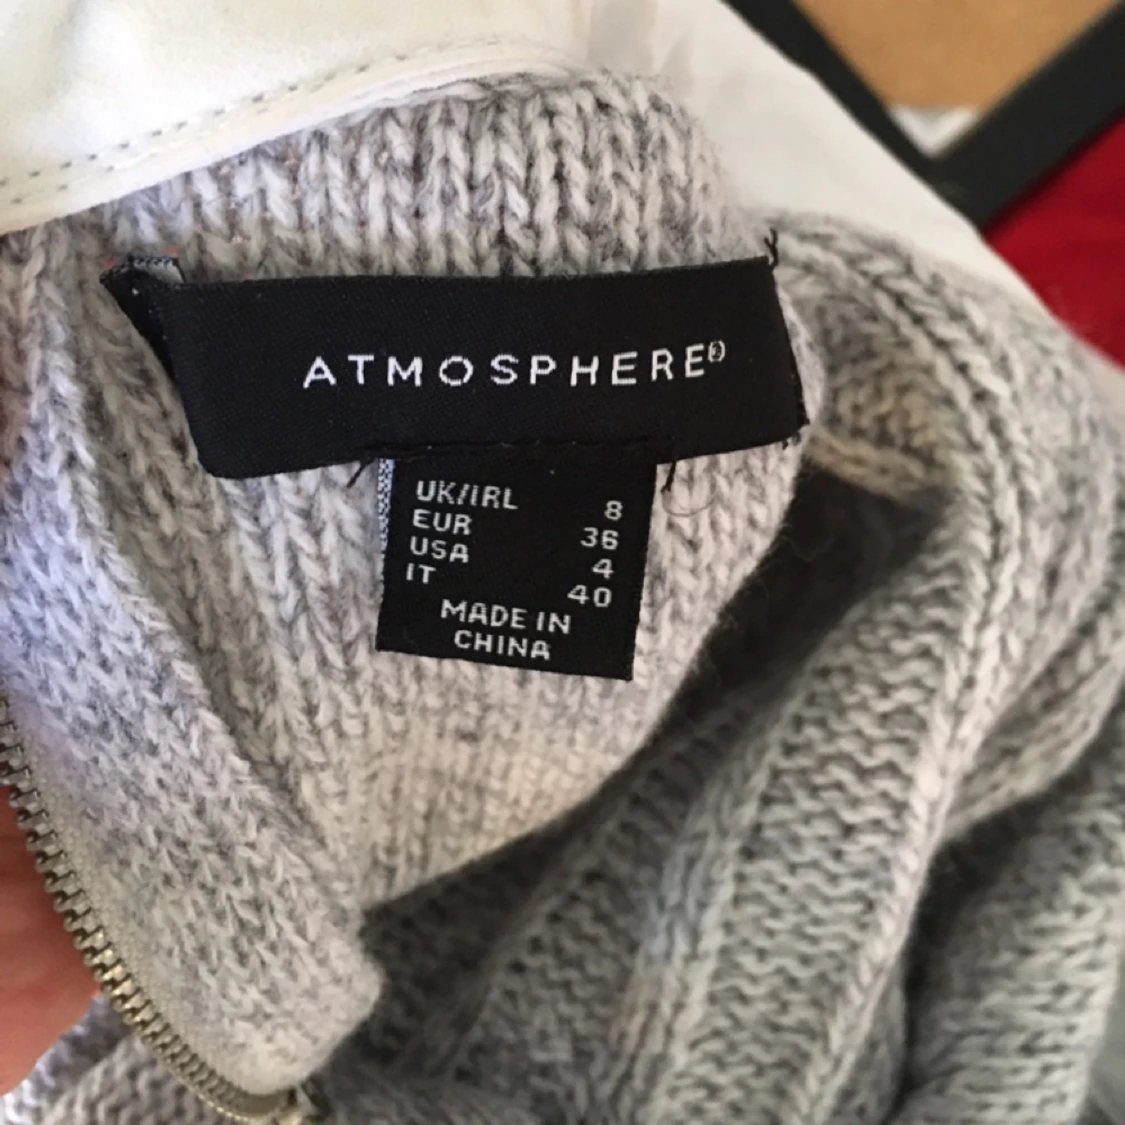 ATMOSPHERE®
UK/IRL 8
EUR 36
USA 4
IT 40
MADE IN
CHINA